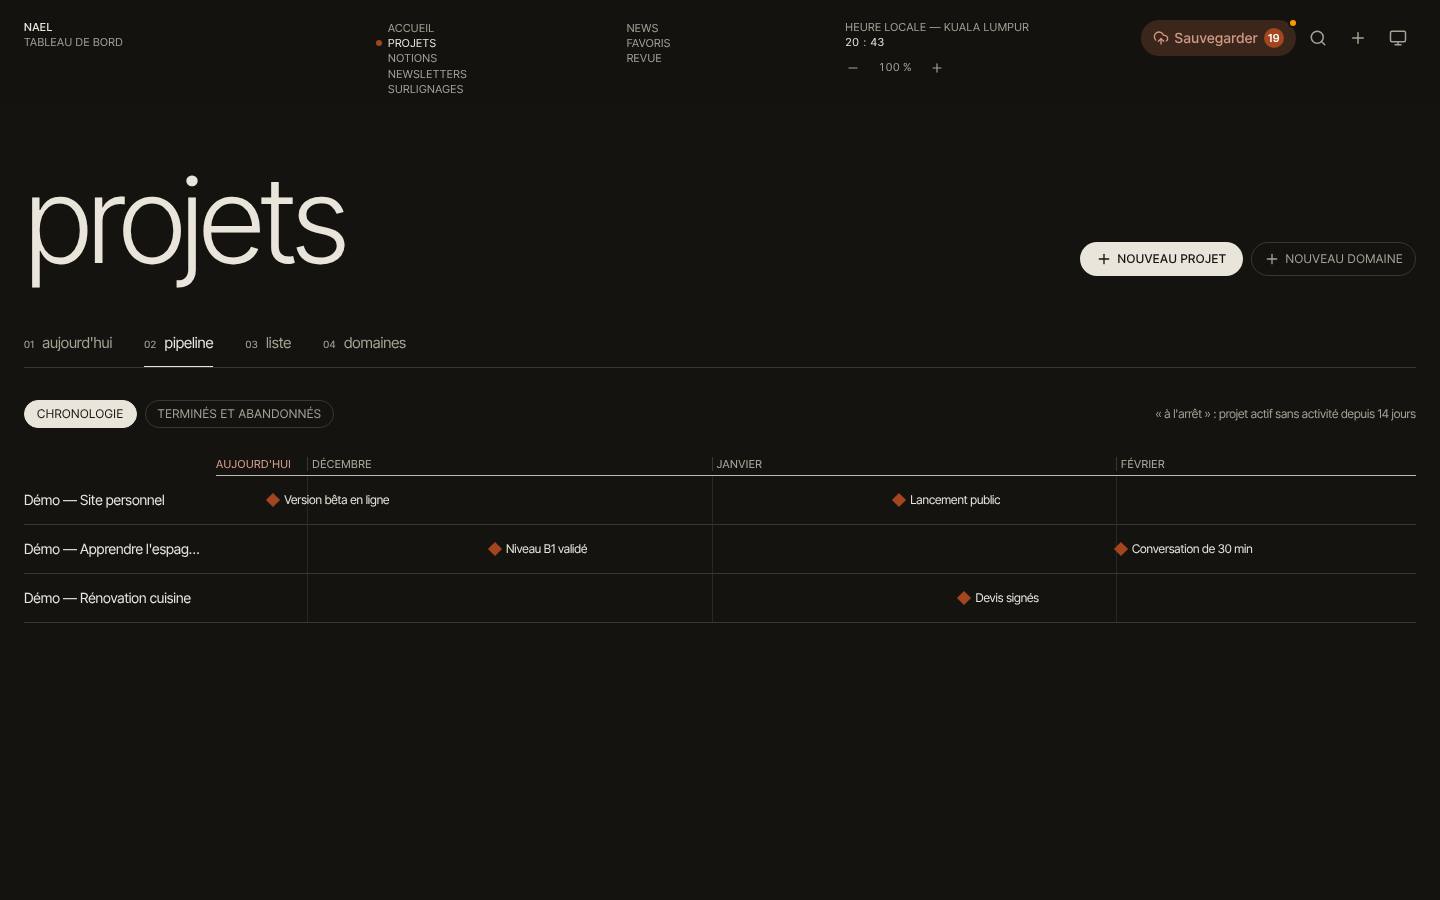 NAEL
TABLEAU DE BORD
ACCUEIL
PROJETS
NOTIONS
NEWSLETTERS
SURLIGNAGES
NEWS
FAVORIS
REVUE
HEURE LOCALE — KUALA LUMPUR
20 : 43
— 100 % +
Sauvegarder 19
projets
+ NOUVEAU PROJET
+ NOUVEAU DOMAINE
01 aujourd'hui 02 pipeline 03 liste 04 domaines
CHRONOLOGIE TERMINÉS ET ABANDONNÉS
« à l'arrêt » : projet actif sans activité depuis 14 jours
AUJOURD'HUI DÉCEMBRE JANVIER FÉVRIER
Démo — Site personnel Version bêta en ligne Lancement public
Démo — Apprendre l'espag... Niveau B1 validé Conversation de 30 min
Démo — Rénovation cuisine Devis signés